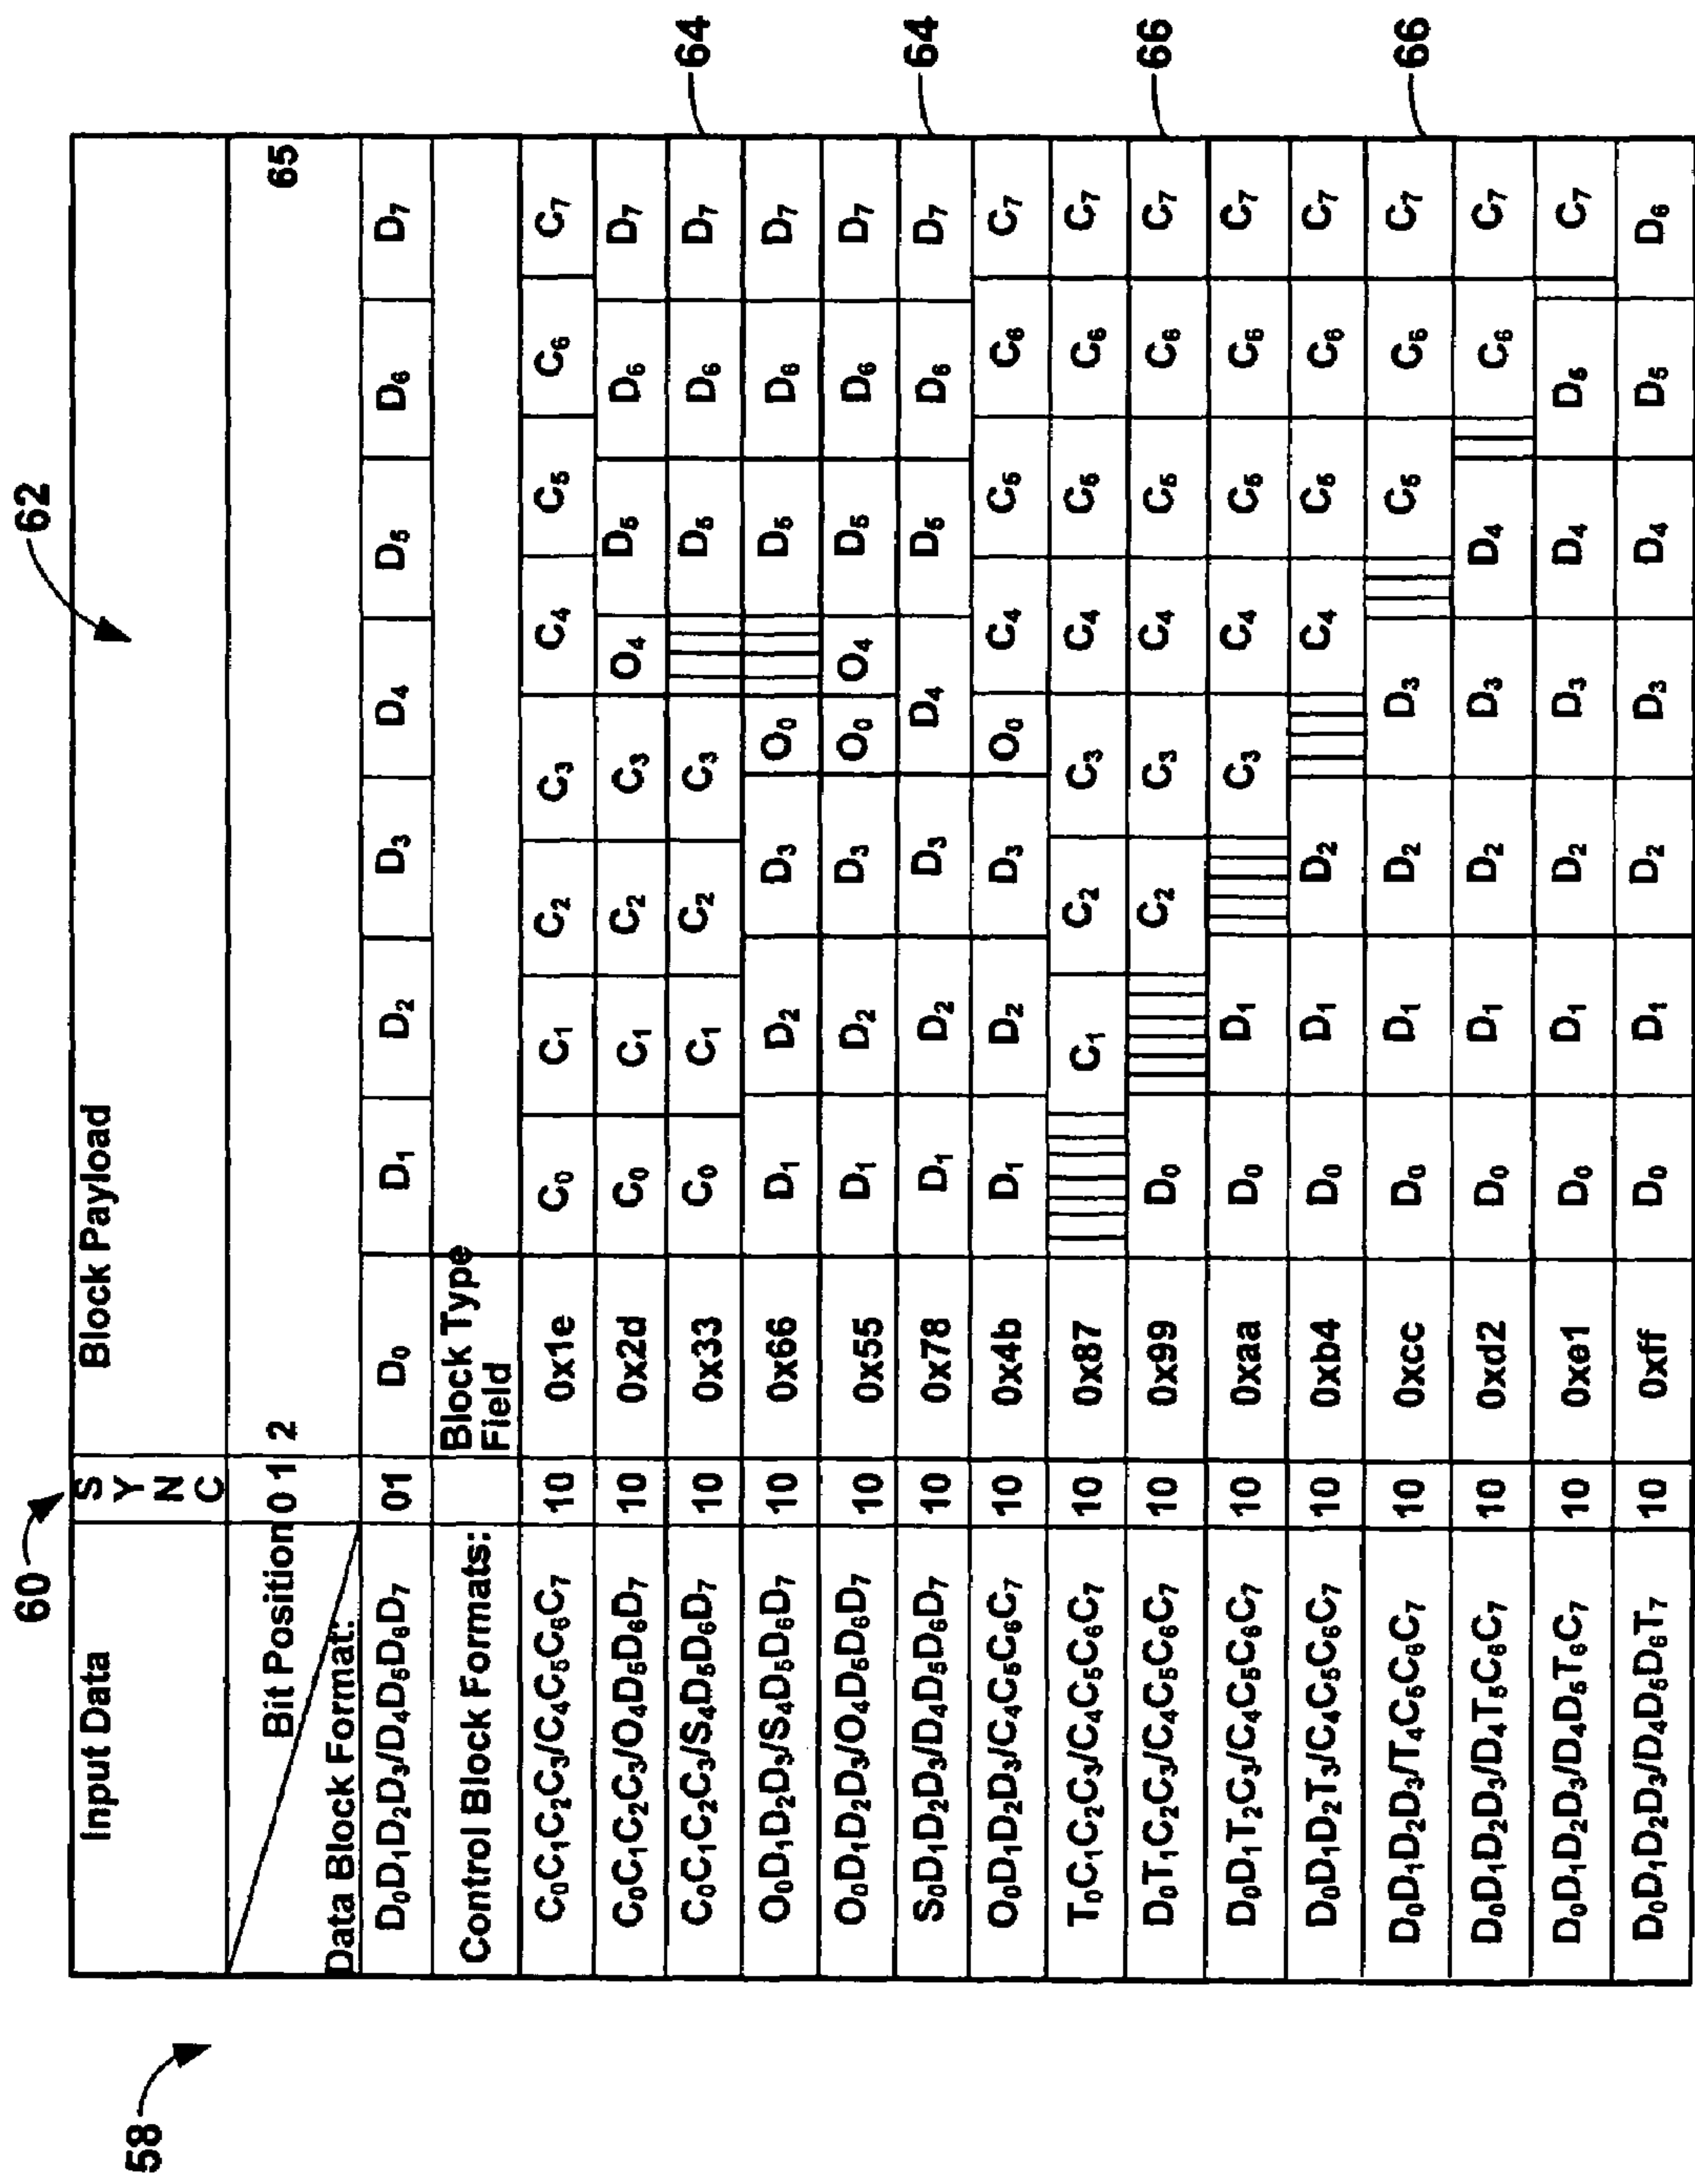 58
60
62
Input Data SYNC Block Payload
Bit Position 0 1 2 65
Data Block Format:
D₀D₁D₂D₃/D₄D₅D₆D₇ 01 D₀ D₁ D₂ D₃ D₄ D₅ D₆ D₇
Control Block Formats: Block Type Field
C₀C₁C₂C₃/C₄C₅C₆C₇ 10 0x1e C₀ C₁ C₂ C₃ C₄ C₅ C₆ C₇
C₀C₁C₂C₃/O₄D₅D₆D₇ 10 0x2d C₀ C₁ C₂ C₃ O₄ D₅ D₆ D₇
C₀C₁C₂C₃/S₄D₅D₆D₇ 10 0x33 C₀ C₁ C₂ C₃ D₅ D₆ D₇ 64
O₀D₁D₂D₃/S₄D₅D₆D₇ 10 0x66 D₁ D₂ D₃ O₀ D₅ D₆ D₇
O₀D₁D₂D₃/O₄D₅D₆D₇ 10 0x55 D₁ D₂ D₃ O₀ O₄ D₅ D₆ D₇
S₀D₁D₂D₃/D₄D₅D₆D₇ 10 0x78 D₁ D₂ D₃ D₄ D₅ D₆ D₇ 64
O₀D₁D₂D₃/C₄C₅C₆C₇ 10 0x4b D₁ D₂ D₃ O₀ C₄ C₅ C₆ C₇
T₀C₁C₂C₃/C₄C₅C₆C₇ 10 0x87 C₁ C₂ C₃ C₄ C₅ C₆ C₇
D₀T₁C₂C₃/C₄C₅C₆C₇ 10 0x99 D₀ C₂ C₃ C₄ C₅ C₆ C₇ 66
D₀D₁T₂C₃/C₄C₅C₆C₇ 10 0xaa D₀ D₁ C₃ C₄ C₅ C₆ C₇
D₀D₁D₂T₃/C₄C₅C₆C₇ 10 0xb4 D₀ D₁ D₂ C₄ C₅ C₆ C₇
D₀D₁D₂D₃/T₄C₅C₆C₇ 10 0xcc D₀ D₁ D₂ D₃ C₅ C₆ C₇ 66
D₀D₁D₂D₃/D₄T₅C₆C₇ 10 0xd2 D₀ D₁ D₂ D₃ D₄ C₆ C₇
D₀D₁D₂D₃/D₄D₅T₆C₇ 10 0xe1 D₀ D₁ D₂ D₃ D₄ D₅ C₇
D₀D₁D₂D₃/D₄D₅D₆T₇ 10 0xff D₀ D₁ D₂ D₃ D₄ D₅ D₆